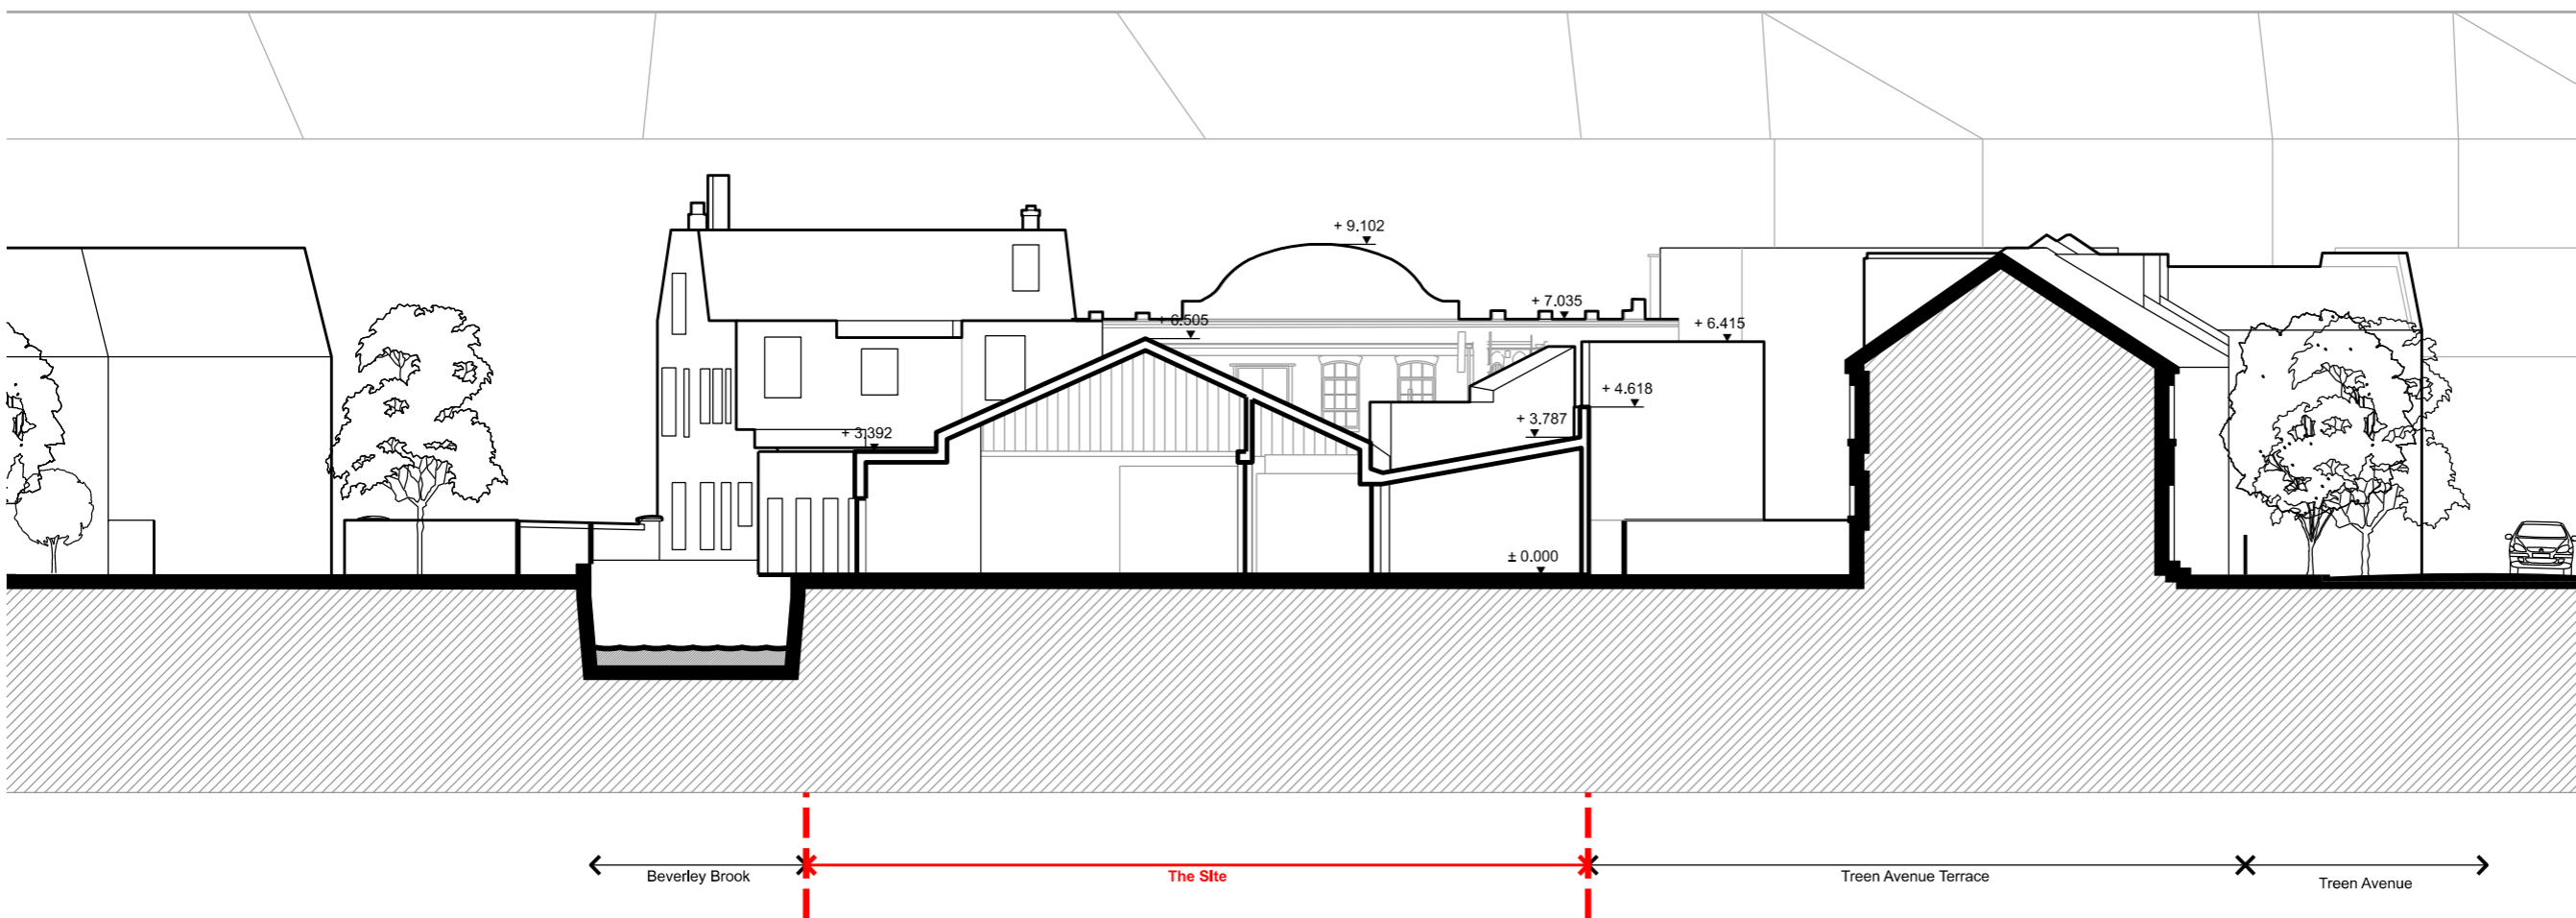 + 9.102
+ 7.035
+ 6.505
+ 6.415
+ 4.618
+ 3.787
+ 3.392
± 0.000
Beverley Brook
The SIte
Treen Avenue Terrace
Treen Avenue